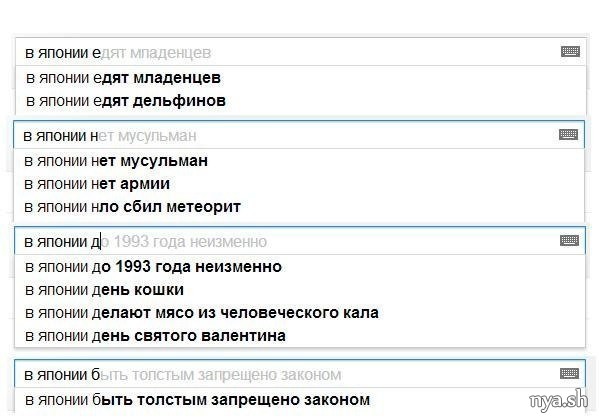 в японии едят младенцев
в японии едят младенцев
в японии едят дельфинов
в японии нет мусульман
в японии нет мусульман
в японии нет армии
в японии нло сбил метеорит
в японии до 1993 года неизменно
в японии до 1993 года неизменно
в японии день кошки
в японии делают мясо из человеческого кала
в японии день святого валентина
в японии быть толстым запрещено законом
в японии быть толстым запрещено законом
nya.sh